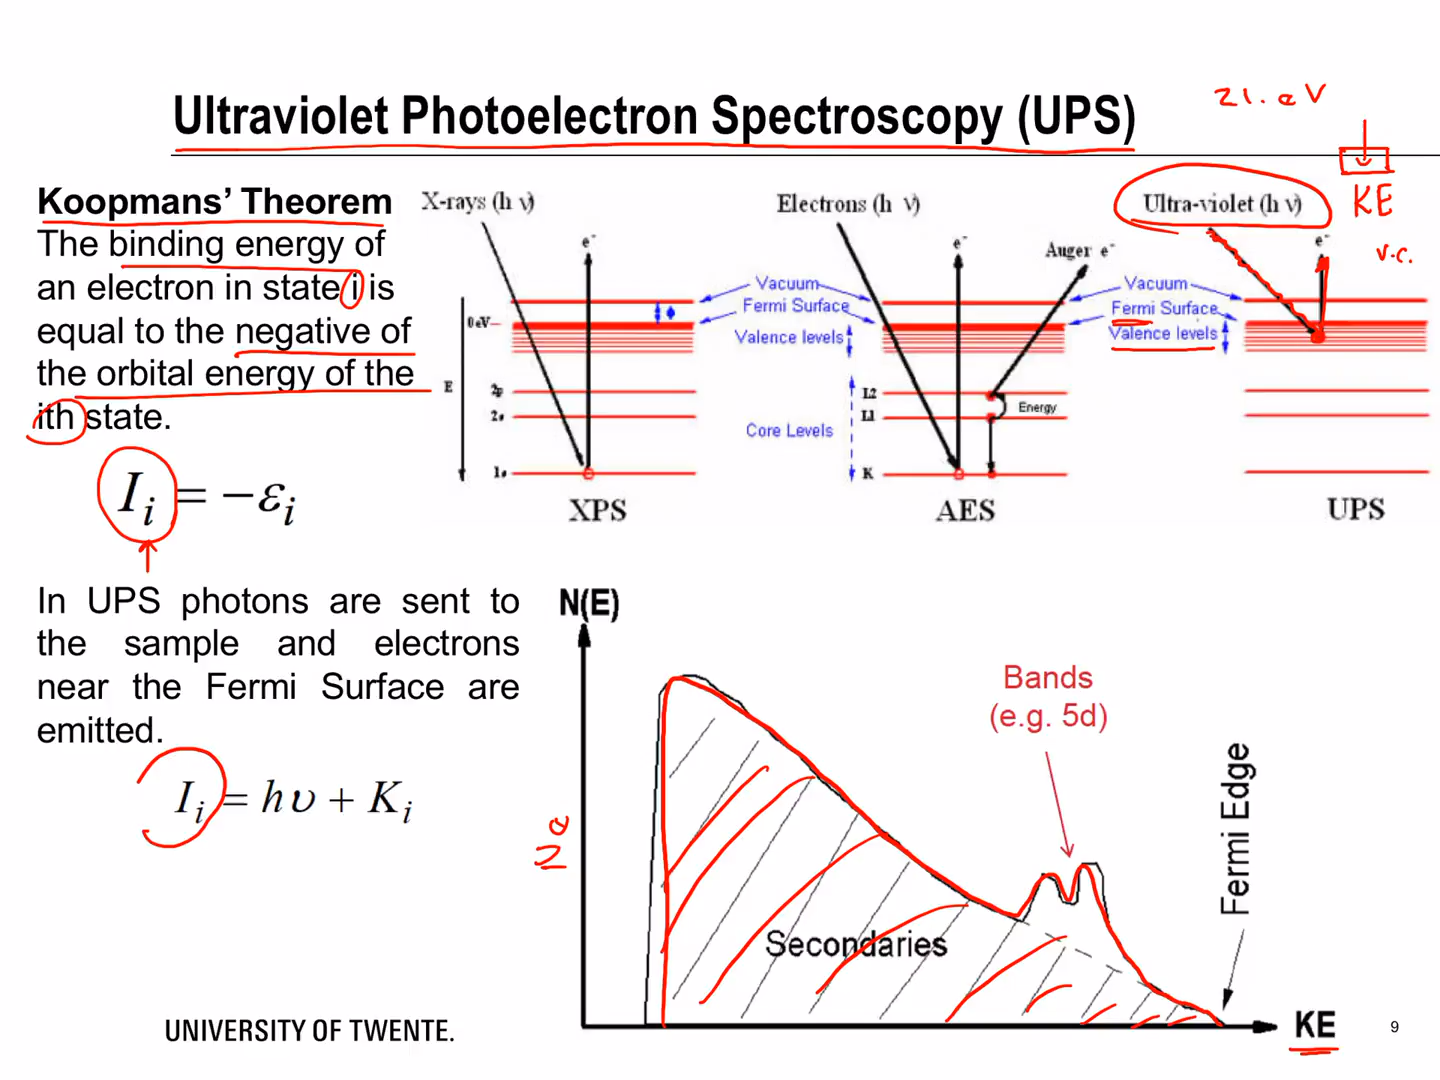 Ultraviolet Photoelectron Spectroscopy (UPS)
21. eV
KE
v.c.
Koopmans' Theorem
The binding energy of
an electron in state i is
equal to the negative of
the orbital energy of the
ith state.
I_i = −ε_i
In UPS photons are sent to
the sample and electrons
near the Fermi Surface are
emitted.
I_i = hυ + K_i
X-rays (h ν)
e-
Vacuum
Fermi Surface
Valence levels
Φ
0 eV
E
2p
2s
1s
XPS
Electrons (h ν)
e-
Auger e-
Vacuum
Fermi Surface
Valence levels
L2
L1
Energy
Core Levels
K
AES
Ultra-violet (h ν)
e-
UPS
N(E)
Bands
(e.g. 5d)
Fermi Edge
Secondaries
KE
UNIVERSITY OF TWENTE.
9